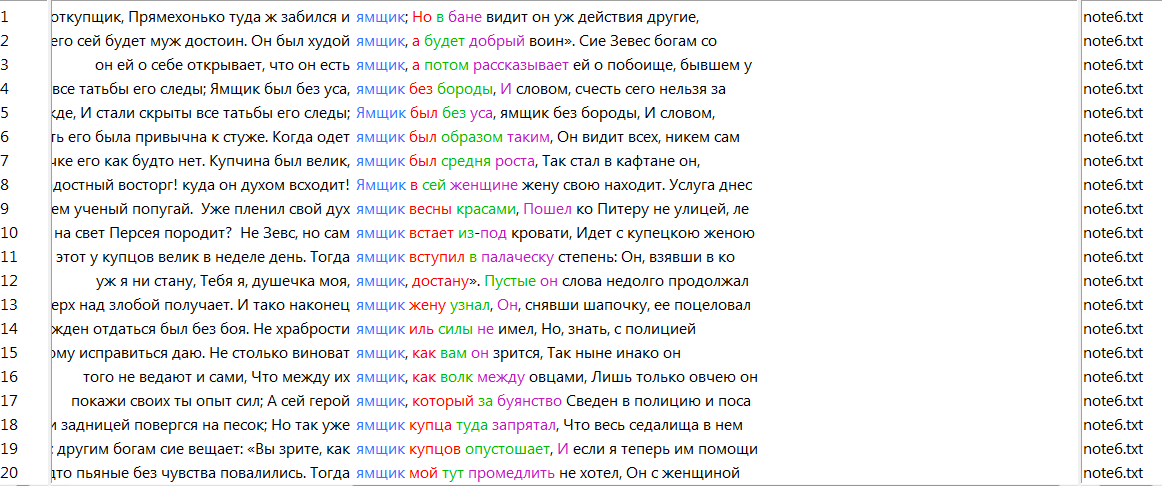 1 откупщик, Прямехонько туда ж забился и ямщик; Но в бане видит он уж действия другие, note6.txt
2 его сей будет муж достоин. Он был худой ямщик, а будет добрый воин». Сие Зевес богам со note6.txt
3 он ей о себе открывает, что он есть ямщик, а потом рассказывает ей о побоище, бывшем у note6.txt
4 все татьбы его следы; Ямщик был без уса, ямщик без бороды, И словом, счесть сего нельзя за note6.txt
5 жде, И стали скрыты все татьбы его следы; Ямщик был без уса, ямщик без бороды, И словом, note6.txt
6 ть его была привычна к стуже. Когда одет ямщик был образом таким, Он видит всех, никем сам note6.txt
7 чке его как будто нет. Купчина был велик, ямщик был средня роста, Так стал в кафтане он, note6.txt
8 достный восторг! куда он духом всходит! Ямщик в сей женщине жену свою находит. Услуга днес note6.txt
9 ем ученый попугай. Уже пленил свой дух ямщик весны красами, Пошел ко Питеру не улицей, ле note6.txt
10 на свет Персея породит? Не Зевс, но сам ямщик встает из-под кровати, Идет с купецкою женою note6.txt
11 этот у купцов велик в неделе день. Тогда ямщик вступил в палаческу степень: Он, взявши в ко note6.txt
12 уж я ни стану, Тебя я, душечка моя, ямщик, достану». Пустые он слова недолго продолжал note6.txt
13 ерх над злобой получает. И тако наконец ямщик жену узнал, Он, снявши шапочку, ее поцеловал note6.txt
14 жден отдаться был без боя. Не храбрости ямщик иль силы не имел, Но, знать, с полицией note6.txt
15 ому исправиться даю. Не столько виноват ямщик, как вам он зрится, Так ныне инако он note6.txt
16 того не ведают и сами, Что между их ямщик, как волк между овцами, Лишь только овчею он note6.txt
17 покажи своих ты опыт сил; А сей герой ямщик, который за буянство Сведен в полицию и поса note6.txt
18 и задницей повергся на песок; Но так уже ямщик купца туда запрятал, Что весь седалища в нем note6.txt
19 другим богам сие вещает: «Вы зрите, как ямщик купцов опустошает, И если я теперь им помощи note6.txt
20 дто пьяные без чувства повалились. Тогда ямщик мой тут промедлить не хотел, Он с женщиной note6.txt